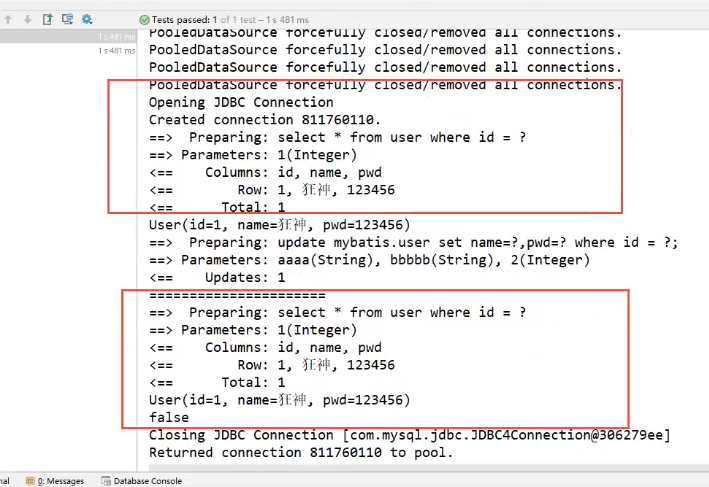 Tests passed: 1 of 1 test – 1 s 481 ms
1 s 481 ms
1 s 481 ms
PooledDataSource forcefully closed/removed all connections.
PooledDataSource forcefully closed/removed all connections.
PooledDataSource forcefully closed/removed all connections.
PooledDataSource forcefully closed/removed all connections.
Opening JDBC Connection
Created connection 811760110.
==>  Preparing: select * from user where id = ?
==> Parameters: 1(Integer)
<==    Columns: id, name, pwd
<==        Row: 1, 狂神, 123456
<==      Total: 1
User(id=1, name=狂神, pwd=123456)
==>  Preparing: update mybatis.user set name=?,pwd=? where id = ?;
==> Parameters: aaaa(String), bbbbb(String), 2(Integer)
<==    Updates: 1
======================
==>  Preparing: select * from user where id = ?
==> Parameters: 1(Integer)
<==    Columns: id, name, pwd
<==        Row: 1, 狂神, 123456
<==      Total: 1
User(id=1, name=狂神, pwd=123456)
false
Closing JDBC Connection [com.mysql.jdbc.JDBC4Connection@306279ee]
Returned connection 811760110 to pool.
nal 0: Messages Database Console